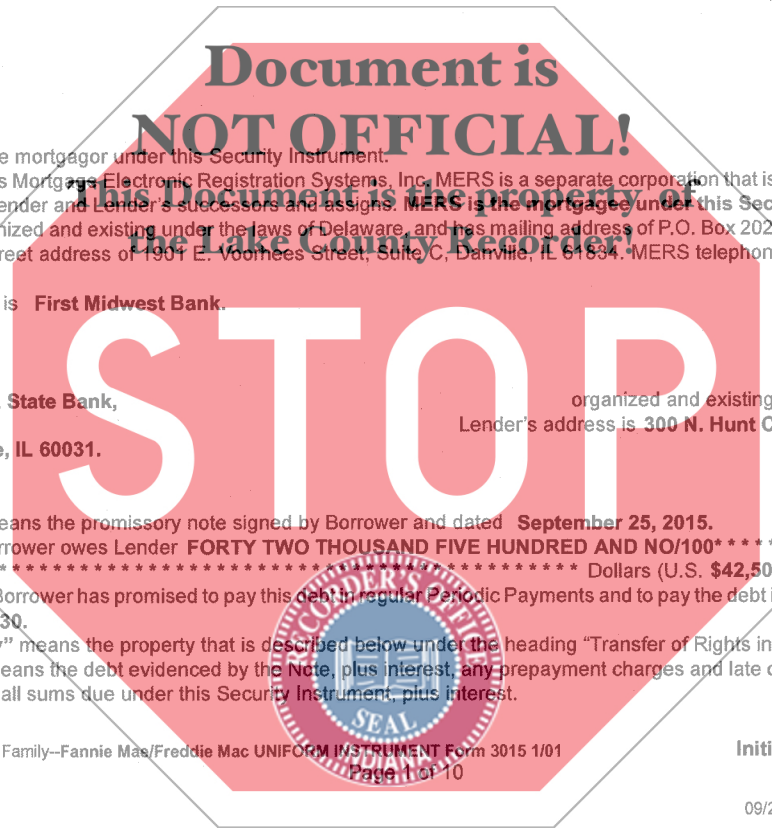 Document is
NOT OFFICIAL!
e mortgagor under this Security Instrument.
s Mortgage Electronic Registration Systems, Inc. MERS is a separate corporation that is
This Document is the property of
ender and Lender's successors and assigns. MERS is the mortgagee under this Sec
nized and existing under the laws of Delaware, and has mailing address of P.O. Box 202
the Lake County Recorder!
reet address of 1901 E. Voorhees Street, Suite C, Danville, IL 61834. MERS telephon
is First Midwest Bank.
STOP
State Bank, organized and existing
Lender's address is 300 N. Hunt C
e, IL 60031.
eans the promissory note signed by Borrower and dated September 25, 2015.
rrower owes Lender FORTY TWO THOUSAND FIVE HUNDRED AND NO/100* * * * *
* * * * * * * * * * * * * * * * * * * * * * * * * * * * * * * * * * * * * * * * * * * Dollars (U.S. $42,50
Borrower has promised to pay this debt in regular Periodic Payments and to pay the debt i
30.
y” means the property that is described below under the heading “Transfer of Rights in
eans the debt evidenced by the Note, plus interest, any prepayment charges and late c
all sums due under this Security Instrument, plus interest.
RECORDER'S OFFICE
SEAL
INDIANA
Family--Fannie Mae/Freddie Mac UNIFORM INSTRUMENT Form 3015 1/01 Initi
Page 1 of 10
09/2